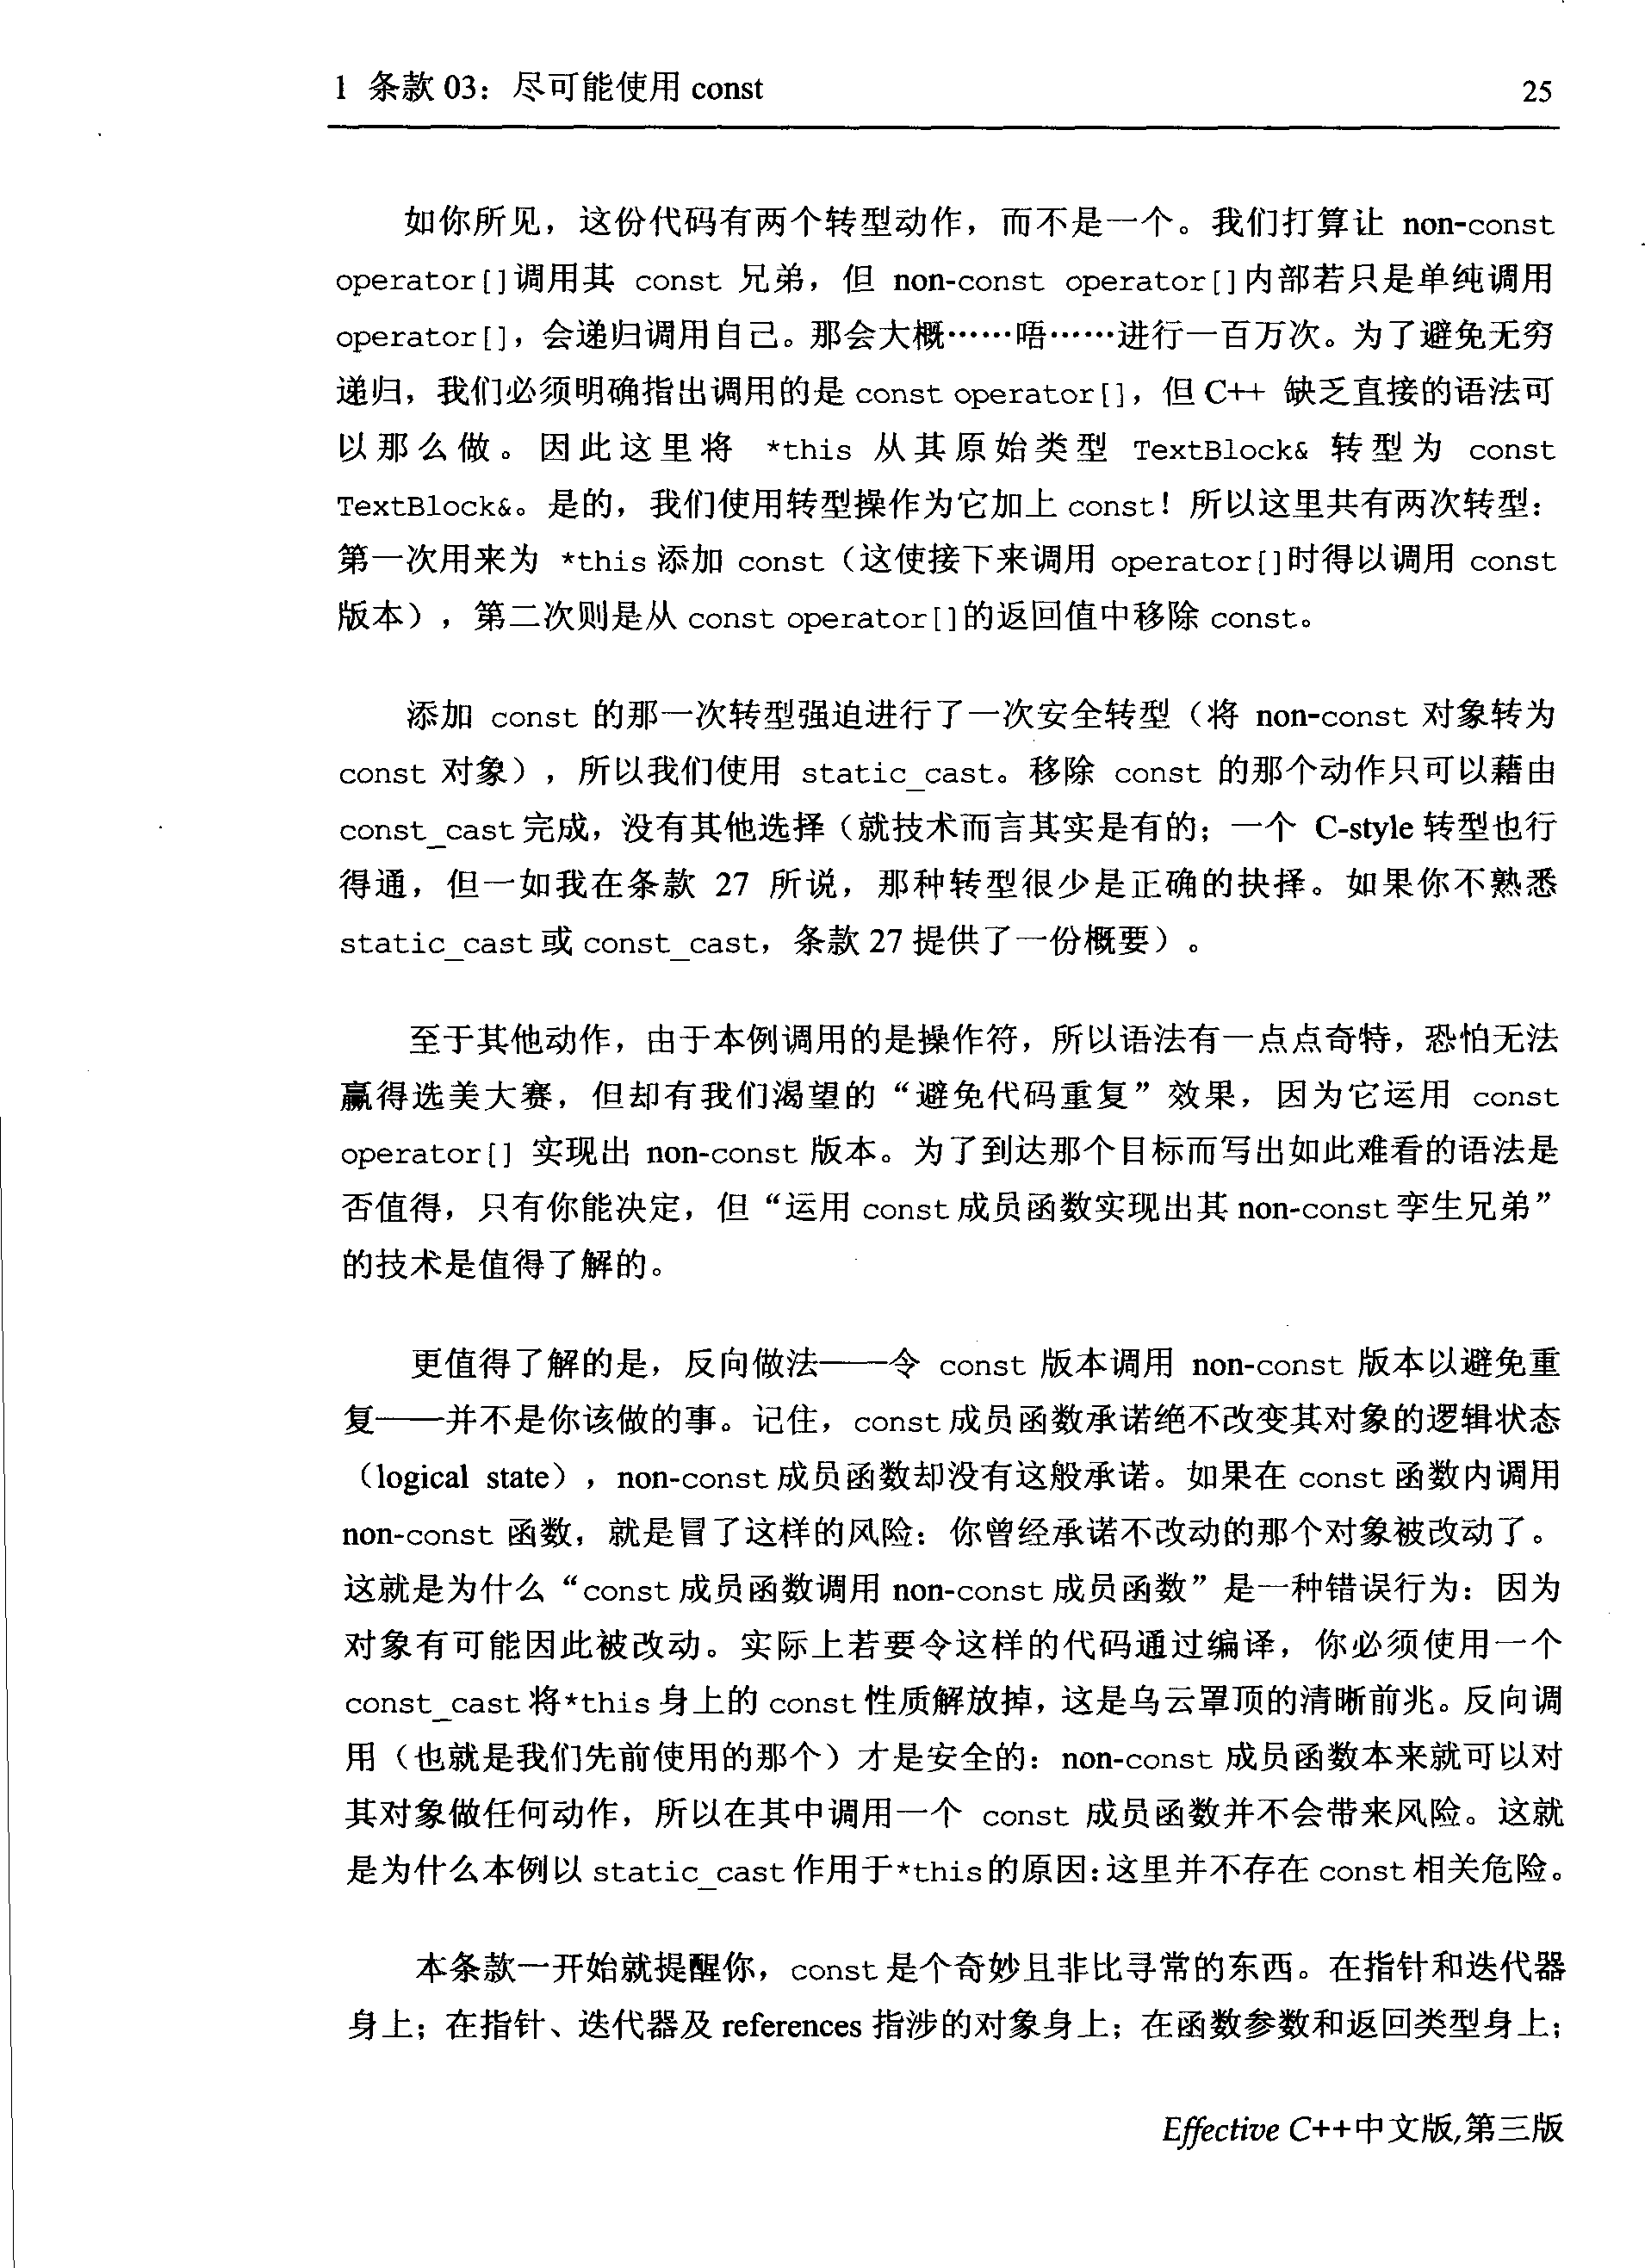 1 条款 03：尽可能使用 const 25
如你所见，这份代码有两个转型动作，而不是一个。我们打算让 non-const
operator[]调用其 const 兄弟，但 non-const operator[]内部若只是单纯调用
operator[]，会递归调用自己。那会大概……唔……进行一百万次。为了避免无穷
递归，我们必须明确指出调用的是 const operator[]，但 C++ 缺乏直接的语法可
以那么做。因此这里将 *this 从其原始类型 TextBlock& 转型为 const
TextBlock&。是的，我们使用转型操作为它加上 const！所以这里共有两次转型：
第一次用来为 *this 添加 const（这使接下来调用 operator[]时得以调用 const
版本），第二次则是从 const operator[]的返回值中移除 const。
添加 const 的那一次转型强迫进行了一次安全转型（将 non-const 对象转为
const 对象），所以我们使用 static_cast。移除 const 的那个动作只可以藉由
const_cast 完成，没有其他选择（就技术而言其实是有的；一个 C-style 转型也行
得通，但一如我在条款 27 所说，那种转型很少是正确的抉择。如果你不熟悉
static_cast 或 const_cast，条款 27 提供了一份概要）。
至于其他动作，由于本例调用的是操作符，所以语法有一点点奇特，恐怕无法
赢得选美大赛，但却有我们渴望的“避免代码重复”效果，因为它运用 const
operator[] 实现出 non-const 版本。为了到达那个目标而写出如此难看的语法是
否值得，只有你能决定，但“运用 const 成员函数实现出其 non-const 孪生兄弟”
的技术是值得了解的。
更值得了解的是，反向做法——令 const 版本调用 non-const 版本以避免重
复——并不是你该做的事。记住，const 成员函数承诺绝不改变其对象的逻辑状态
（logical state），non-const 成员函数却没有这般承诺。如果在 const 函数内调用
non-const 函数，就是冒了这样的风险：你曾经承诺不改动的那个对象被改动了。
这就是为什么“const 成员函数调用 non-const 成员函数”是一种错误行为：因为
对象有可能因此被改动。实际上若要令这样的代码通过编译，你必须使用一个
const_cast 将*this 身上的 const 性质解放掉，这是乌云罩顶的清晰前兆。反向调
用（也就是我们先前使用的那个）才是安全的：non-const 成员函数本来就可以对
其对象做任何动作，所以在其中调用一个 const 成员函数并不会带来风险。这就
是为什么本例以 static_cast 作用于*this 的原因：这里并不存在 const 相关危险。
本条款一开始就提醒你，const 是个奇妙且非比寻常的东西。在指针和迭代器
身上；在指针、迭代器及 references 指涉的对象身上；在函数参数和返回类型身上；
Effective C++中文版,第三版